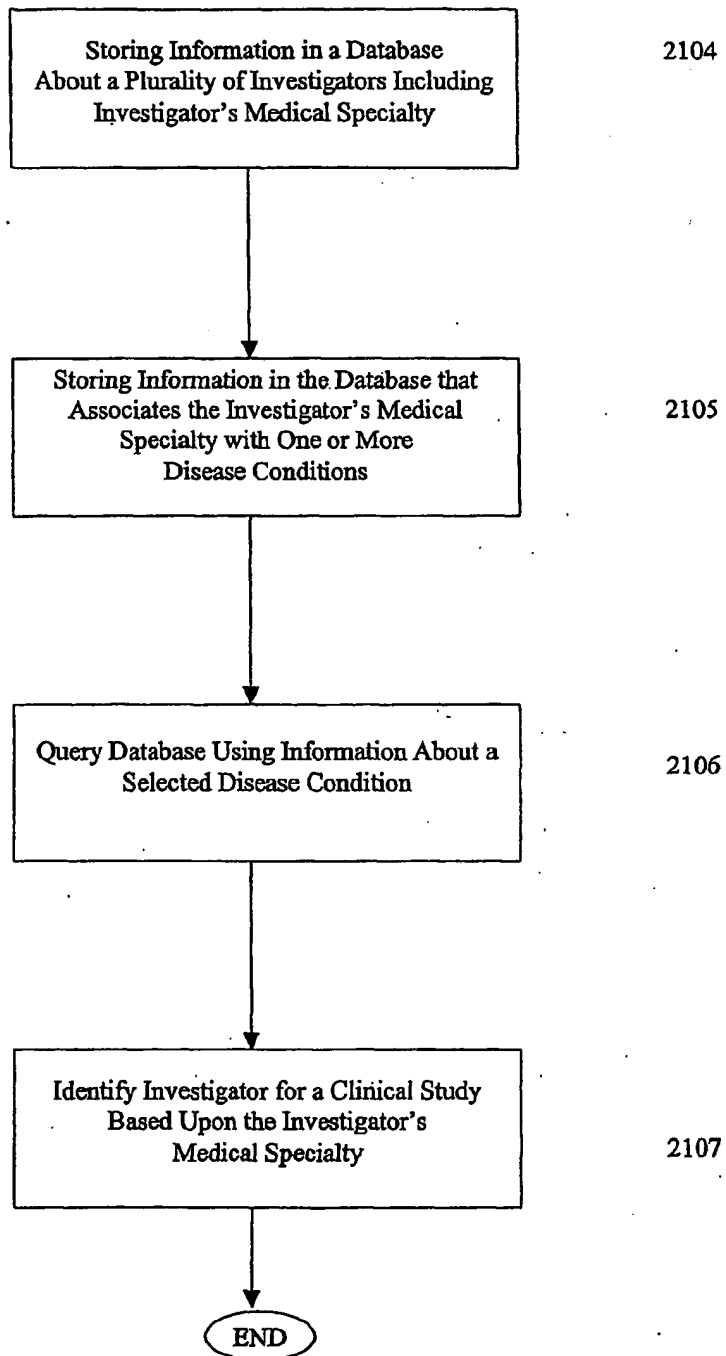 Storing Information in a Database
About a Plurality of Investigators Including
Investigator's Medical Specialty
2104
Storing Information in the Database that
Associates the Investigator's Medical
Specialty with One or More
Disease Conditions
2105
Query Database Using Information About a
Selected Disease Condition
2106
Identify Investigator for a Clinical Study
Based Upon the Investigator's
Medical Specialty
2107
END